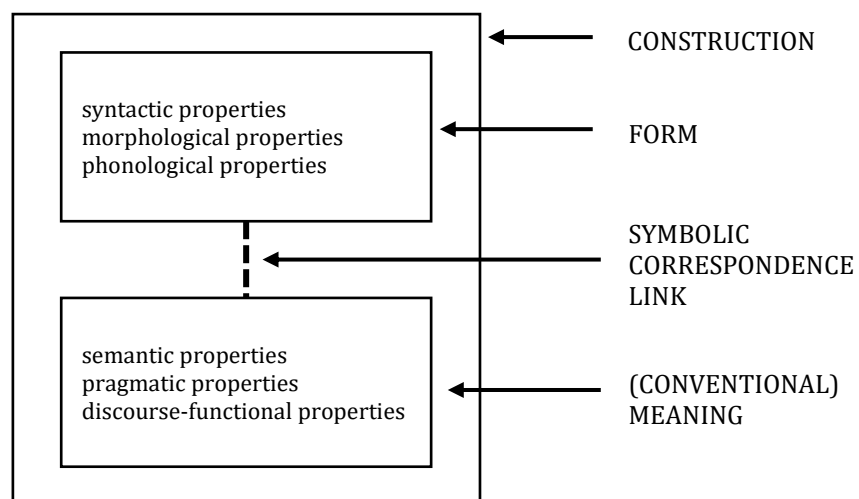 CONSTRUCTION
syntactic properties
morphological properties
phonological properties
FORM
SYMBOLIC
CORRESPONDENCE
LINK
semantic properties
pragmatic properties
discourse-functional properties
(CONVENTIONAL)
MEANING